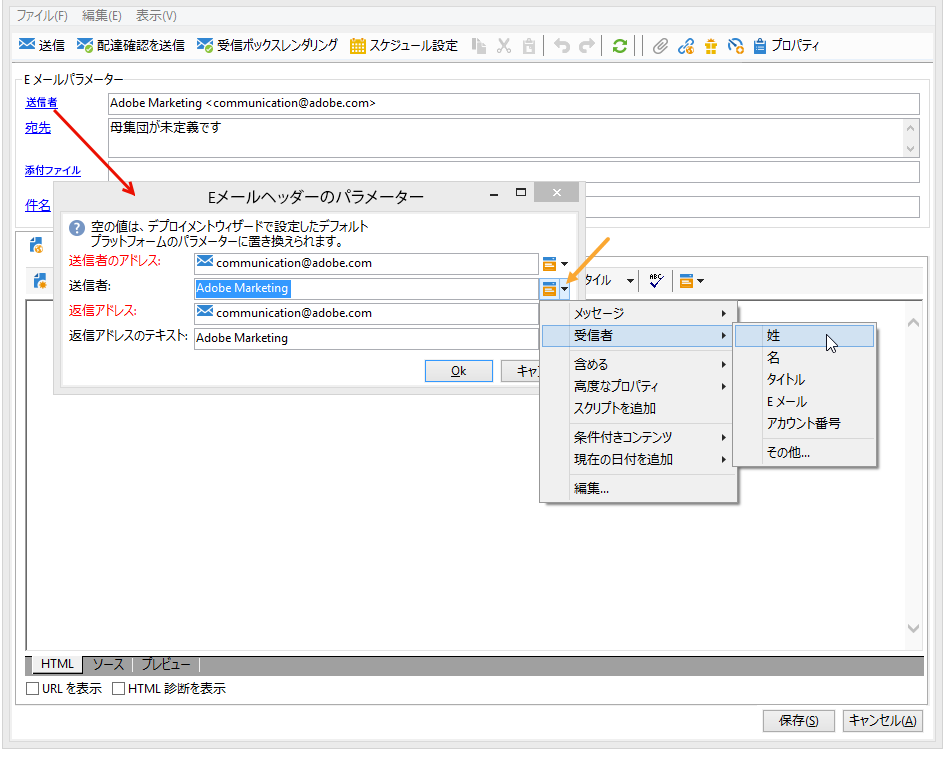 ファイル(F) 編集(E) 表示(V)
送信 配達確認を送信 受信ボックスレンダリング スケジュール設定 プロパティ
E メールパラメーター
送信者 Adobe Marketing <communication@adobe.com>
宛先 母集団が未定義です
添付ファイル
件名
Eメールヘッダーのパラメーター
空の値は、デプロイメントウィザードで設定したデフォルト
プラットフォームのパラメーターに置き換えられます。
送信者のアドレス: communication@adobe.com
送信者: Adobe Marketing
返信アドレス: communication@adobe.com
返信アドレスのテキスト: Adobe Marketing
Ok キャン
タイル ABC
メッセージ
受信者
含める
高度なプロパティ
スクリプトを追加
条件付きコンテンツ
現在の日付を追加
編集...
姓
名
タイトル
E メール
アカウント番号
その他...
HTML ソース プレビュー
URL を表示 HTML 診断を表示
保存(S) キャンセル(A)